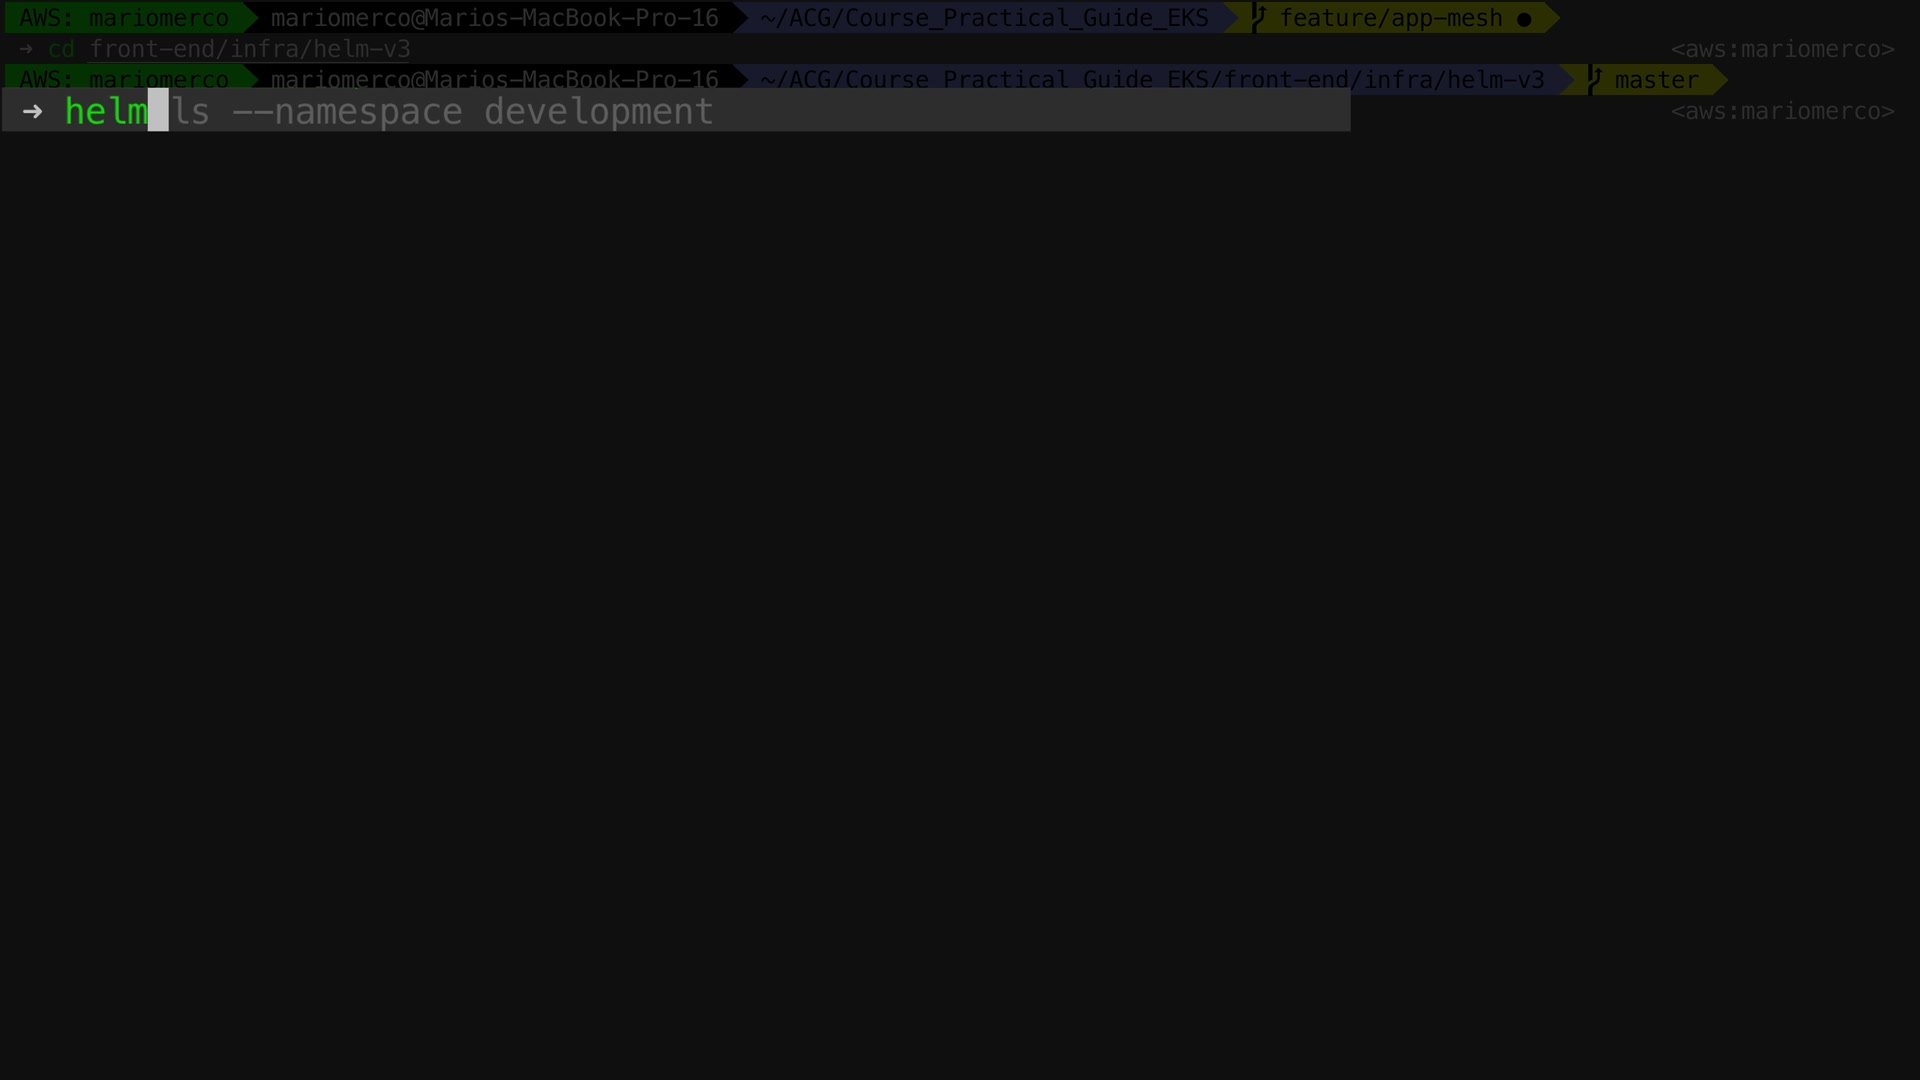 AWS: mariomerco mariomerco@Marios-MacBook-Pro-16 ~/ACG/Course_Practical_Guide_EKS feature/app-mesh ●
→ cd front-end/infra/helm-v3 <aws:mariomerco>
AWS: mariomerco mariomerco@Marios-MacBook-Pro-16 ~/ACG/Course_Practical_Guide_EKS/front-end/infra/helm-v3 master
→ helm ls --namespace development <aws:mariomerco>